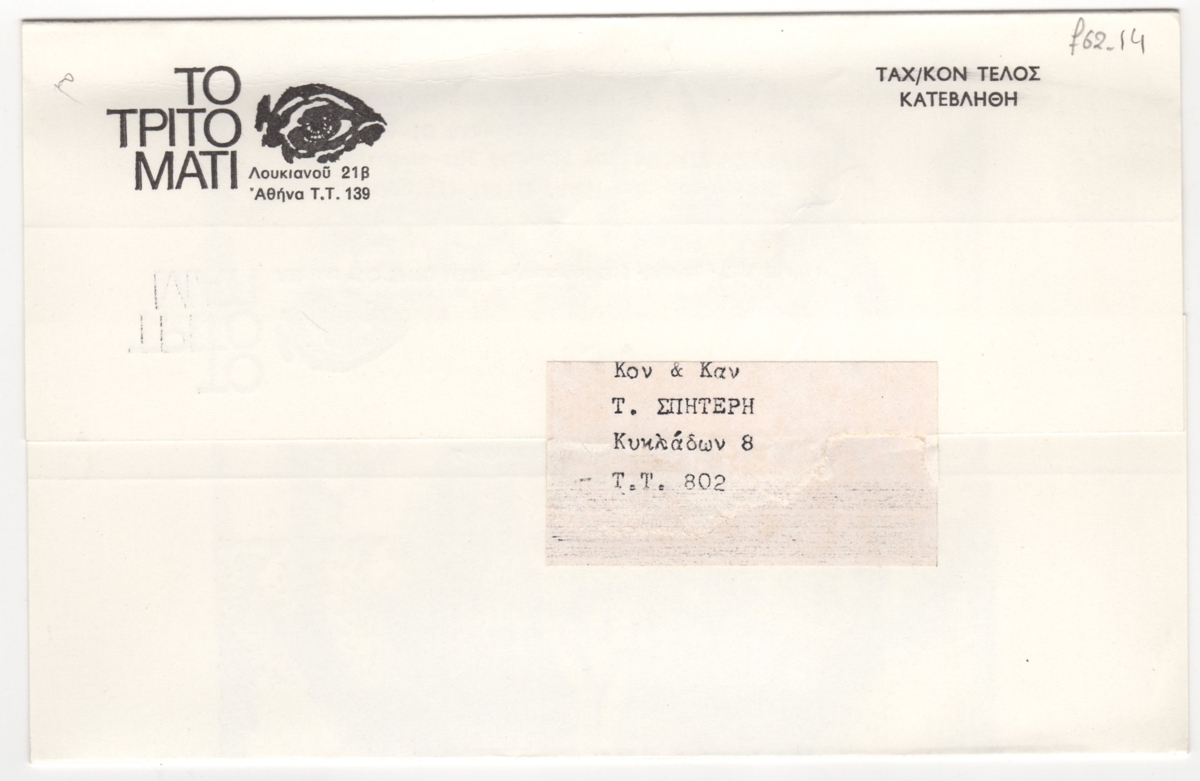 f62-14
ΤΟ
ΤΡΙΤΟ
ΜΑΤΙ
Λουκιανοῦ 21β
Ἀθήνα Τ.Τ. 139
ΤΑΧ/ΚΟΝ ΤΕΛΟΣ
ΚΑΤΕΒΛΗΘΗ
Κον & Καν
Τ. ΣΠΗΤΕΡΗ
Κυκλάδων 8
Τ.Τ. 802